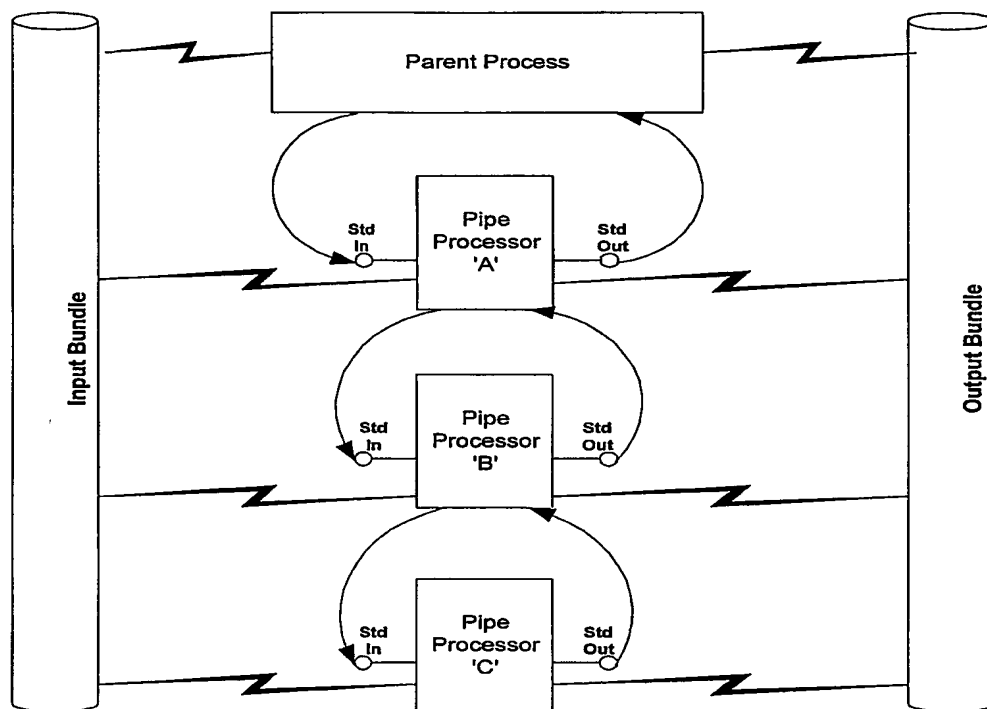 Parent Process
Std
In
Pipe
Processor
'A'
Std
Out
Input Bundle
Output Bundle
Std
In
Pipe
Processor
'B'
Std
Out
Std
In
Pipe
Processor
'C'
Std
Out